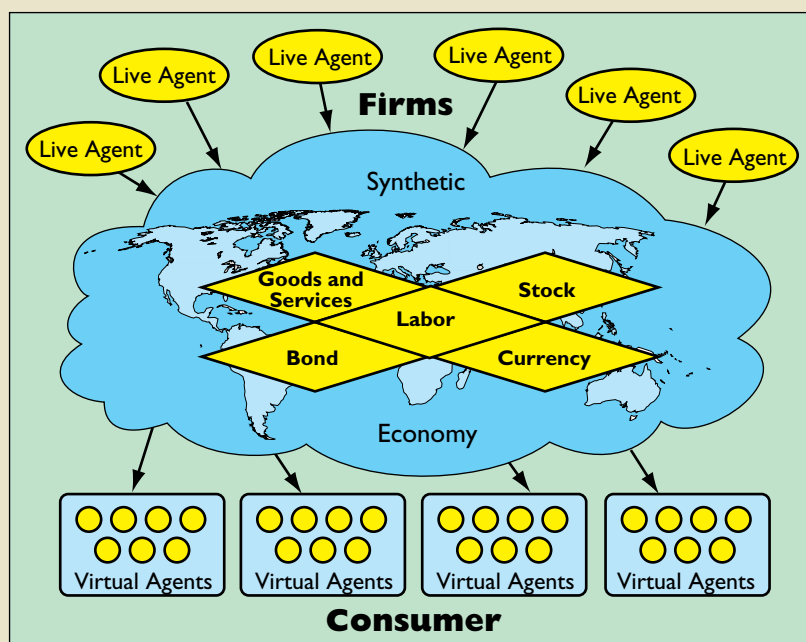 Live Agent
Live Agent
Live Agent
Live Agent
Live Agent
Live Agent
Firms
Synthetic
Goods and
Services
Stock
Labor
Bond
Currency
Economy
Virtual Agents
Virtual Agents
Virtual Agents
Virtual Agents
Consumer